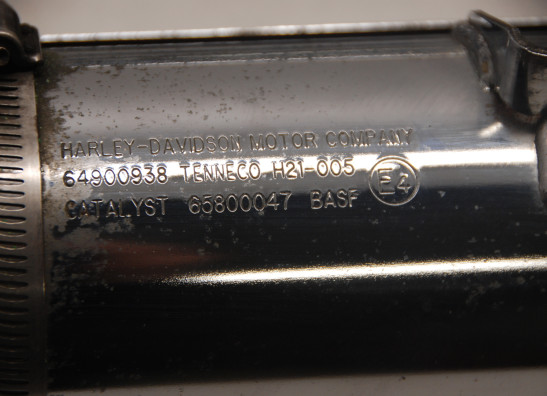 HARLEY-DAVIDSON MOTOR COMPANY
64900938 TENNECO H21-005 E4
CATALYST 65800047 BASF